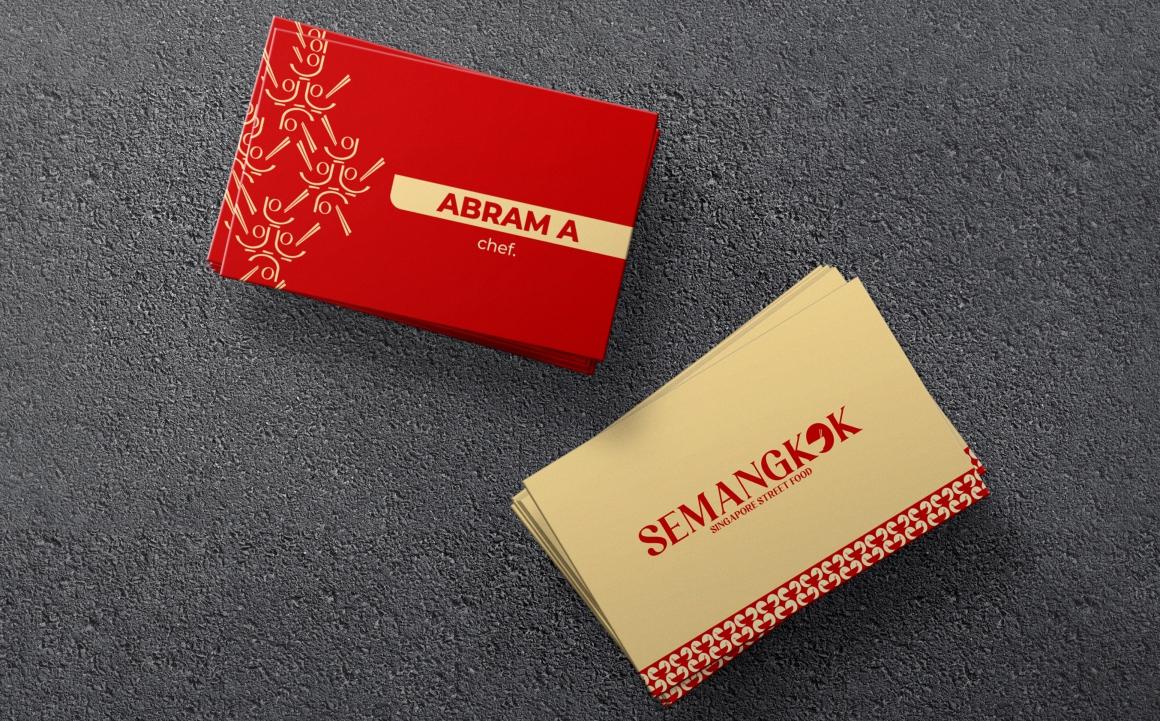 ABRAM A
chef.
SEMANGKOK
SINGAPORE STREET FOOD